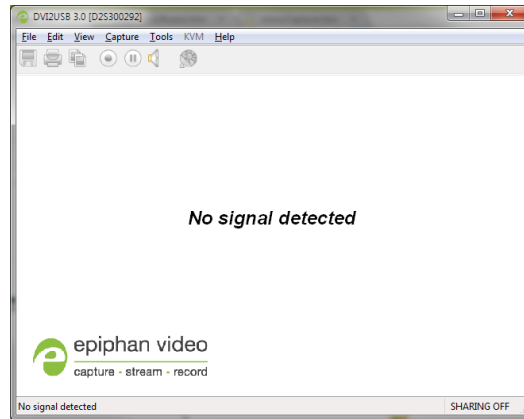 DVI2USB 3.0 [D2S300292]
File Edit View Capture Tools KVM Help
No signal detected
epiphan video
capture - stream - record
No signal detected SHARING OFF